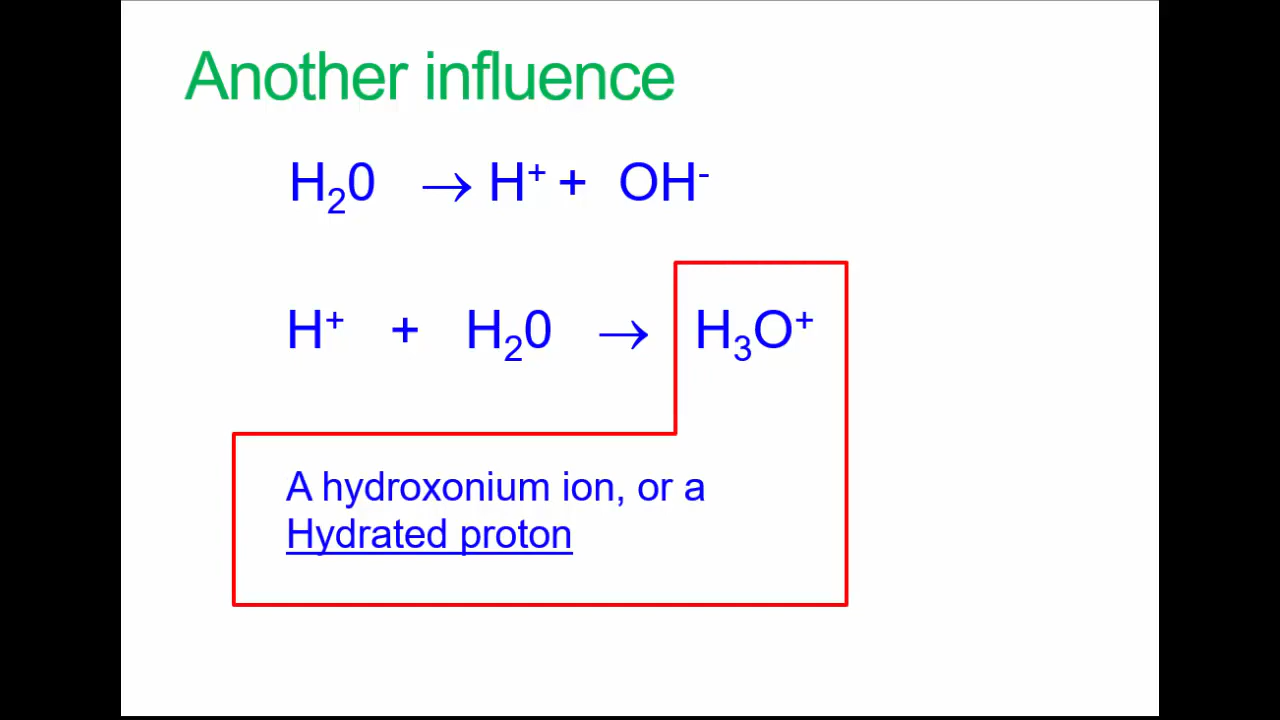 Another influence
H₂0 → H⁺ + OH⁻
H⁺ + H₂0 → H₃O⁺
A hydroxonium ion, or a
Hydrated proton